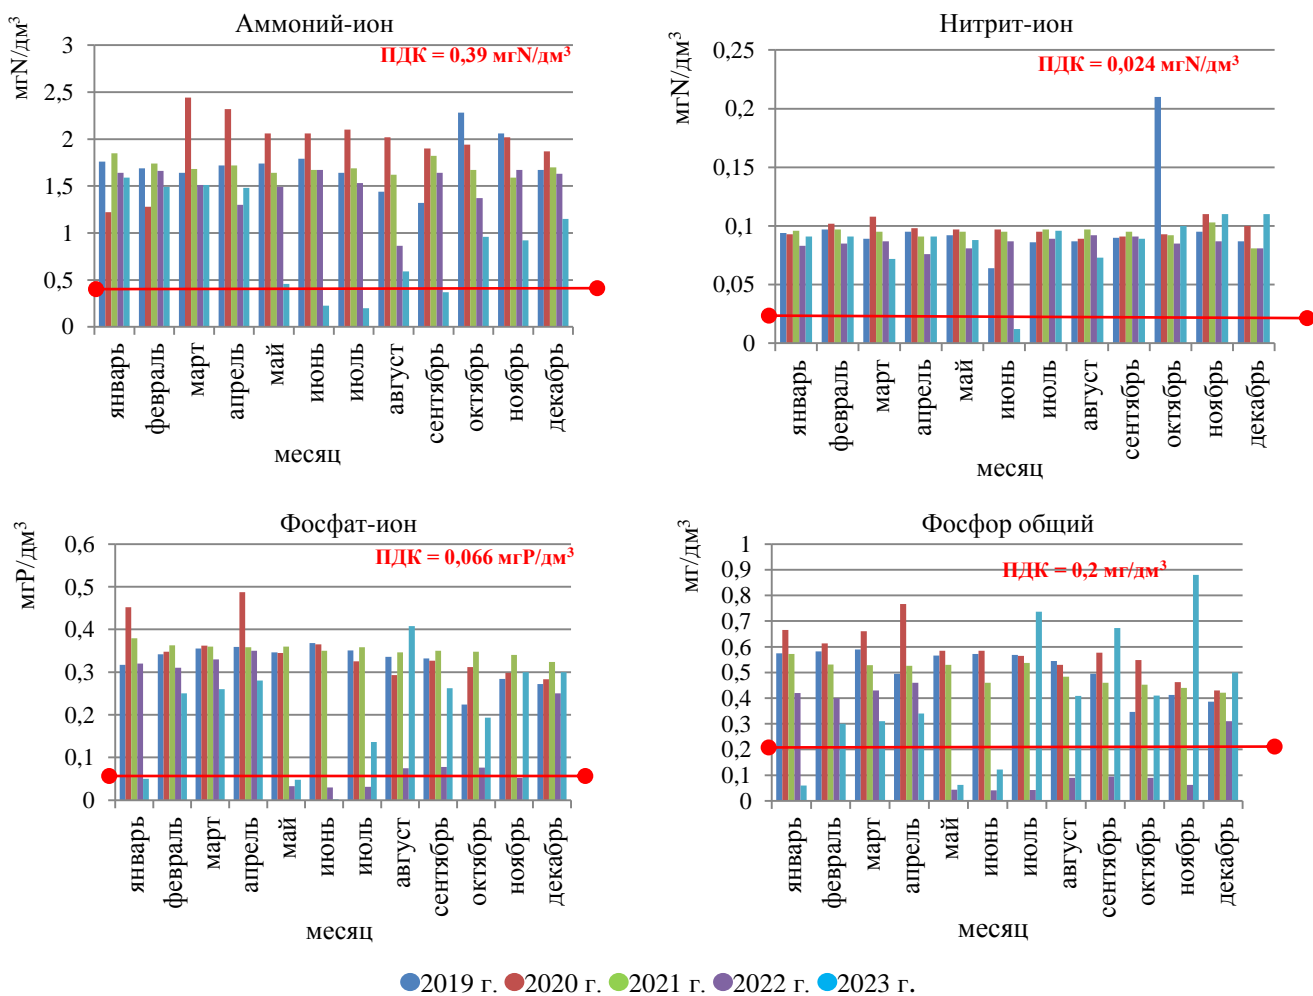 Аммоний-ион
мгN/дм³
ПДК = 0,39 мгN/дм³
3
2,5
2
1,5
1
0,5
0
январь
февраль
март
апрель
май
июнь
июль
август
сентябрь
октябрь
ноябрь
декабрь
месяц
Нитрит-ион
мгN/дм³
ПДК = 0,024 мгN/дм³
0,25
0,2
0,15
0,1
0,05
0
январь
февраль
март
апрель
май
июнь
июль
август
сентябрь
октябрь
ноябрь
декабрь
месяц
Фосфат-ион
мгP/дм³
ПДК = 0,066 мгP/дм³
0,6
0,5
0,4
0,3
0,2
0,1
0
январь
февраль
март
апрель
май
июнь
июль
август
сентябрь
октябрь
ноябрь
декабрь
месяц
Фосфор общий
мг/дм³
ПДК = 0,2 мг/дм³
1
0,9
0,8
0,7
0,6
0,5
0,4
0,3
0,2
0,1
0
январь
февраль
март
апрель
май
июнь
июль
август
сентябрь
октябрь
ноябрь
декабрь
месяц
2019 г. 2020 г. 2021 г. 2022 г. 2023 г.